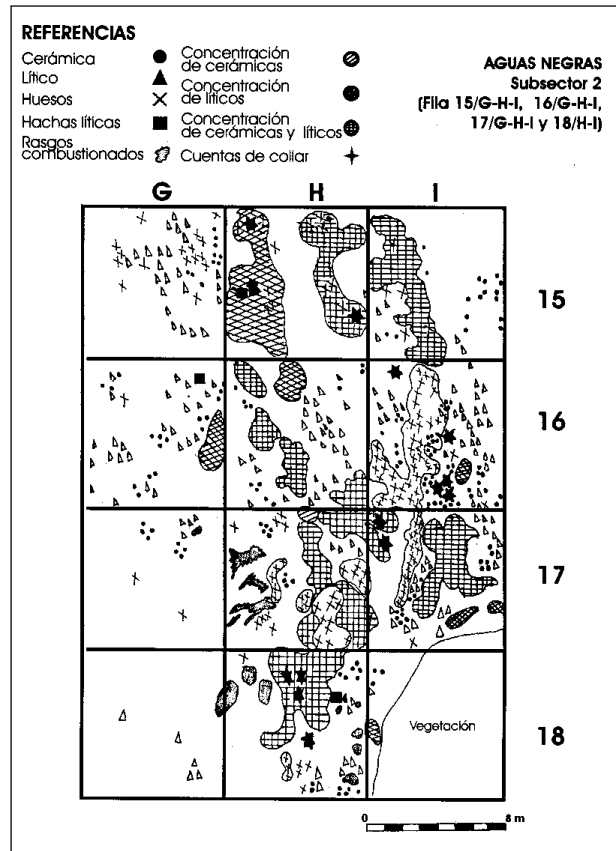 REFERENCIAS
Cerámica
Lítico
Huesos
Hachas líticas
Rasgos
combustionados
Concentración
de cerámicas
Concentración
de líticos
Concentración
de cerámicas y líticos
Cuentas de collar
AGUAS NEGRAS
Subsector 2
(Fila 15/G-H-I, 16/G-H-I,
17/G-H-I y 18/H-I)
G H I
15
16
17
Vegetación
18
0 8 m